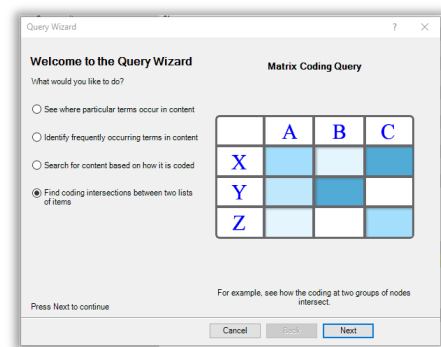 Query Wizard
?
Welcome to the Query Wizard
What would you like to do?
See where particular terms occur in content
Identify frequently occurring terms in content
Search for content based on how it is coded
Find coding intersections between two lists
of items
Press Next to continue
Matrix Coding Query
A B C
X
Y
Z
For example, see how the coding at two groups of nodes
intersect.
Cancel Back Next